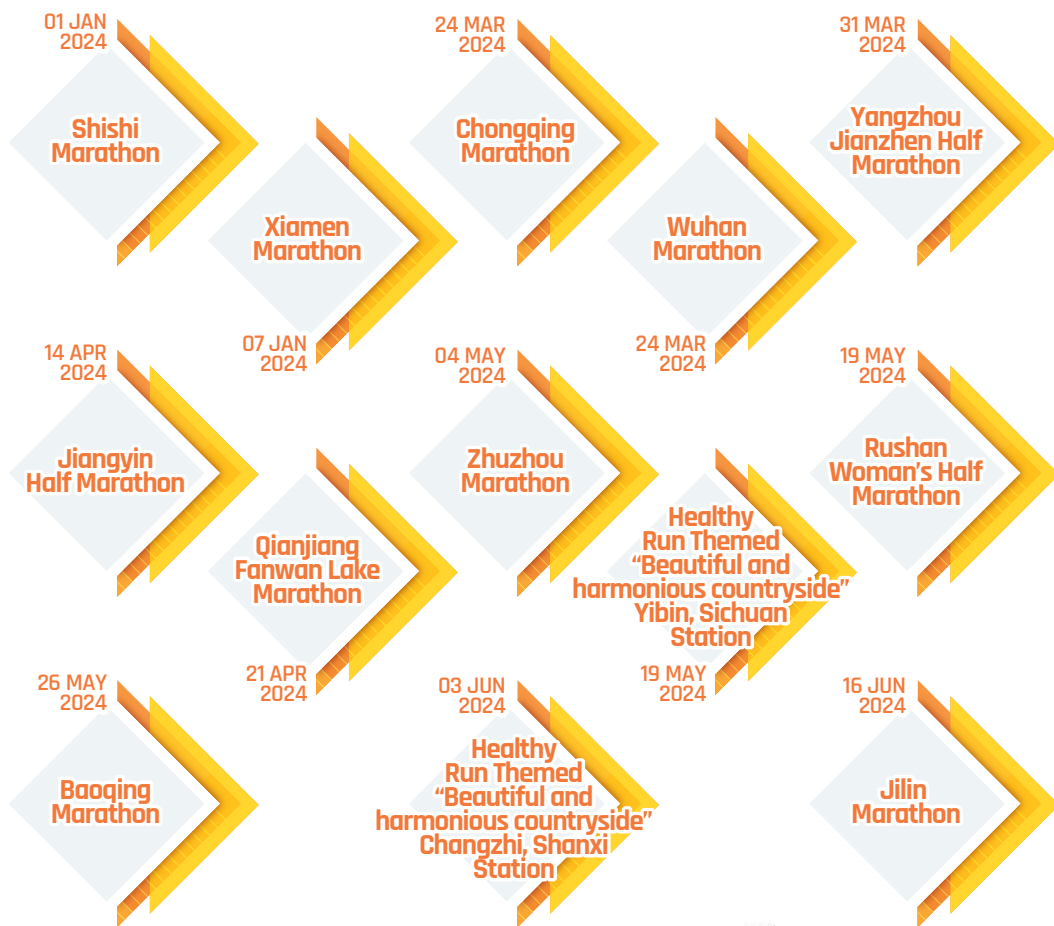 01 JAN
2024
Shishi
Marathon
Xiamen
Marathon
07 JAN
2024
24 MAR
2024
Chongqing
Marathon
Wuhan
Marathon
24 MAR
2024
31 MAR
2024
Yangzhou
Jianzhen Half
Marathon
14 APR
2024
Jiangyin
Half Marathon
Qianjiang
Fanwan Lake
Marathon
21 APR
2024
04 MAY
2024
Zhuzhou
Marathon
Healthy
Run Themed
“Beautiful and
harmonious countryside”
Yibin, Sichuan
Station
19 MAY
2024
19 MAY
2024
Rushan
Woman's Half
Marathon
26 MAY
2024
Baoqing
Marathon
03 JUN
2024
Healthy
Run Themed
“Beautiful and
harmonious countryside”
Changzhi, Shanxi
Station
16 JUN
2024
Jilin
Marathon